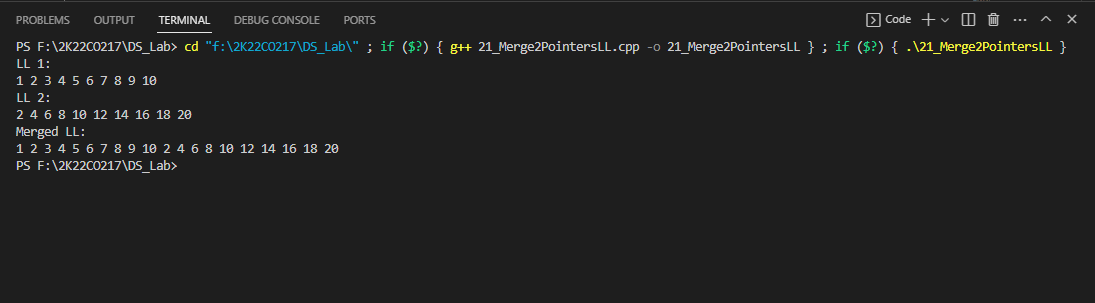 PROBLEMS OUTPUT TERMINAL DEBUG CONSOLE PORTS Code
PS F:\2K22CO217\DS_Lab> cd "f:\2K22CO217\DS_Lab\" ; if ($?) { g++ 21_Merge2PointersLL.cpp -o 21_Merge2PointersLL } ; if ($?) { .\21_Merge2PointersLL }
LL 1:
1 2 3 4 5 6 7 8 9 10
LL 2:
2 4 6 8 10 12 14 16 18 20
Merged LL:
1 2 3 4 5 6 7 8 9 10 2 4 6 8 10 12 14 16 18 20
PS F:\2K22CO217\DS_Lab>